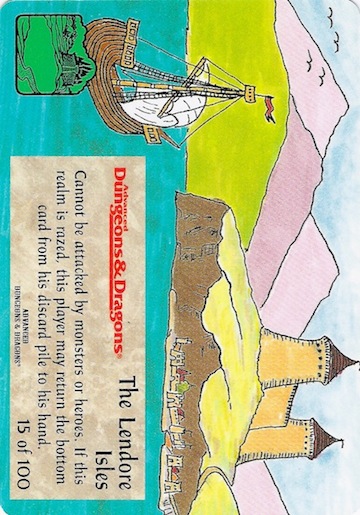 The Lendore
Isles
Advanced
Dungeons & Dragons®
Cannot be attacked by monsters or heroes. If this
realm is razed, this player may return the bottom
card from his discard pile to his hand.
ADVANCED
DUNGEONS & DRAGONS®
15 of 100